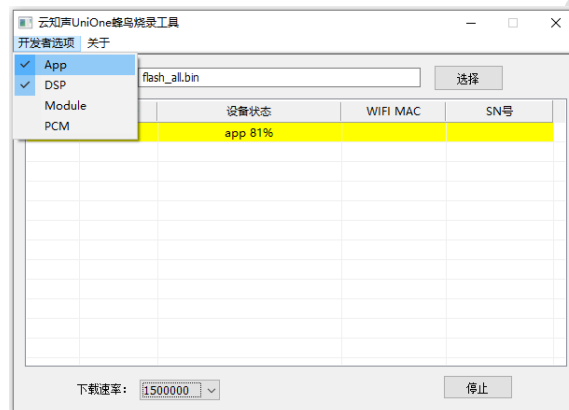 云知声UniOne蜂鸟烧录工具
开发者选项 关于
App
DSP
Module
PCM
flash_all.bin 选择
设备状态 WIFI MAC SN号
app 81%
下载速率： 1500000 停止